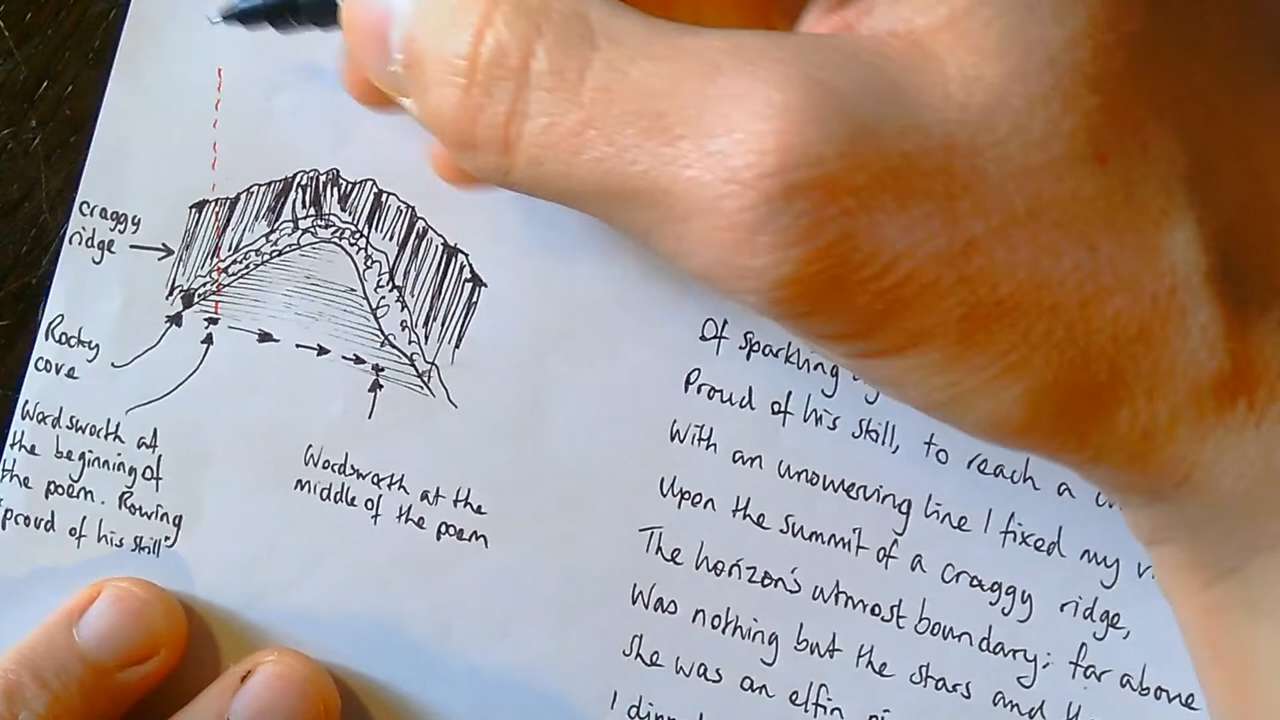 craggy
ridge
Rocky
cove
Wordsworth at
the beginning of
the poem. Rowing
"proud of his skill"
Wordsworth at the
middle of the poem
Of sparkling
Proud of his skill, to reach a
With an unswerving line I fixed my
Upon the summit of a craggy ridge,
The horizon's utmost boundary; far above
Was nothing but the stars and
She was an elfin
I